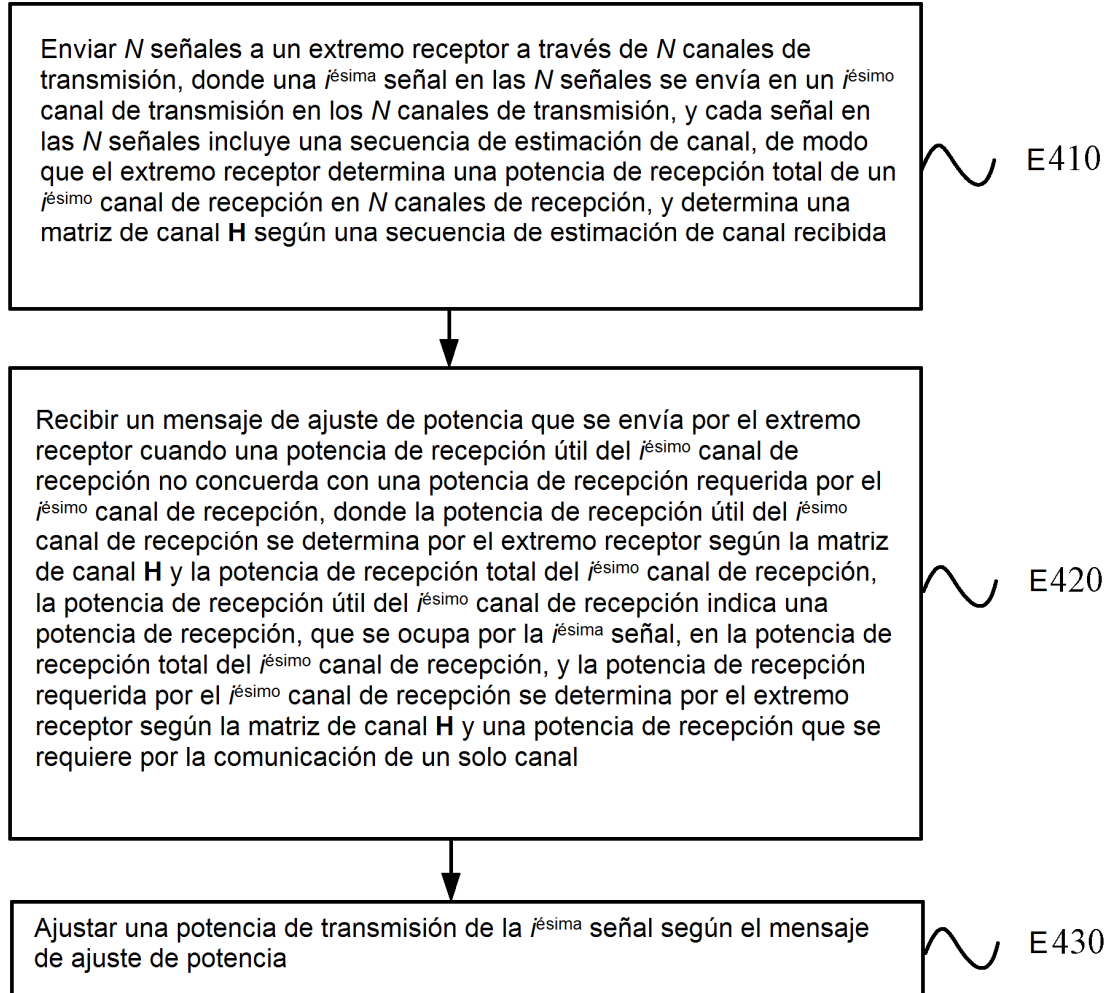 Enviar N señales a un extremo receptor a través de N canales de
transmisión, donde una iésima señal en las N señales se envía en un iésimo
canal de transmisión en los N canales de transmisión, y cada señal en
las N señales incluye una secuencia de estimación de canal, de modo
que el extremo receptor determina una potencia de recepción total de un
iésimo canal de recepción en N canales de recepción, y determina una
matriz de canal H según una secuencia de estimación de canal recibida
E410
Recibir un mensaje de ajuste de potencia que se envía por el extremo
receptor cuando una potencia de recepción útil del iésimo canal de
recepción no concuerda con una potencia de recepción requerida por el
iésimo canal de recepción, donde la potencia de recepción útil del iésimo
canal de recepción se determina por el extremo receptor según la matriz
de canal H y la potencia de recepción total del iésimo canal de recepción,
la potencia de recepción útil del iésimo canal de recepción indica una
potencia de recepción, que se ocupa por la iésima señal, en la potencia de
recepción total del iésimo canal de recepción, y la potencia de recepción
requerida por el iésimo canal de recepción se determina por el extremo
receptor según la matriz de canal H y una potencia de recepción que se
requiere por la comunicación de un solo canal
E420
Ajustar una potencia de transmisión de la iésima señal según el mensaje
de ajuste de potencia
E430